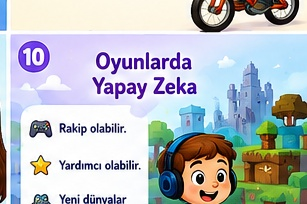 10
Oyunlarda
Yapay Zeka
Rakip olabilir.
Yardımcı olabilir.
Yeni dünyalar